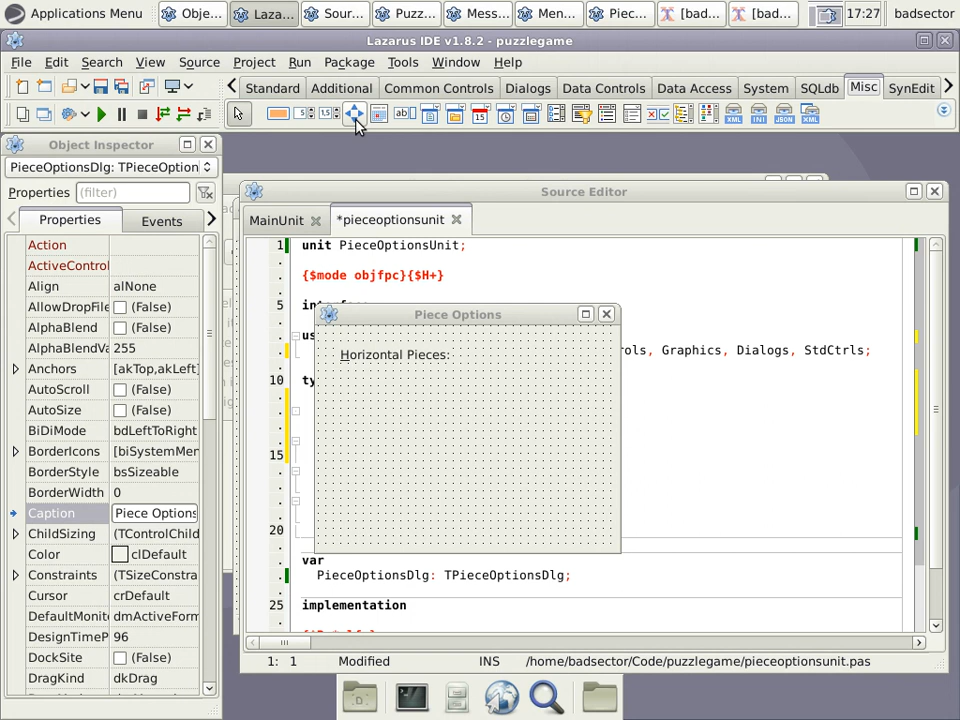 Applications Menu Obje... Laza... Sour... Puzz... Mess... Men... Piec... [bad... [bad... 17:27 badsector
Lazarus IDE v1.8.2 - puzzlegame
File Edit Search View Source Project Run Package Tools Window Help
Standard Additional Common Controls Dialogs Data Controls Data Access System SQLdb Misc SynEdit
Object Inspector
PieceOptionsDlg: TPieceOption
Properties (filter)
Properties Events
Action
ActiveControl
Align alNone
AllowDropFile (False)
AlphaBlend (False)
AlphaBlendVa 255
Anchors [akTop,akLeft]
AutoScroll (False)
AutoSize (False)
BiDiMode bdLeftToRight
BorderIcons [biSystemMen
BorderStyle bsSizeable
BorderWidth 0
Caption Piece Options
ChildSizing (TControlChild
Color clDefault
Constraints (TSizeConstra
Cursor crDefault
DefaultMonit dmActiveForm
DesignTimeP 96
DockSite (False)
DragKind dkDrag
Source Editor
MainUnit *pieceoptionsunit
1 unit PieceOptionsUnit;
{$mode objfpc}{$H+}
5
us
rols, Graphics, Dialogs, StdCtrls;
10 ty
15
20
var
PieceOptionsDlg: TPieceOptionsDlg;
25 implementation
Piece Options
Horizontal Pieces:
1: 1 Modified INS /home/badsector/Code/puzzlegame/pieceoptionsunit.pas